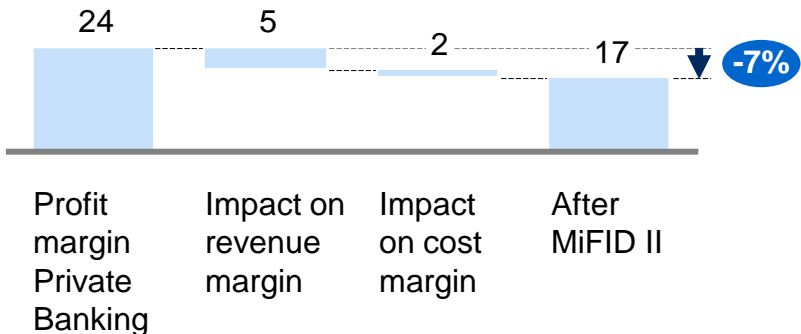 24
5
2
17
-7%
Profit
margin
Private
Banking
Impact on
revenue
margin
Impact
on cost
margin
After
MiFID II